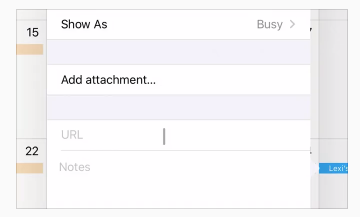 15
Show As
Busy
Add attachment...
URL
22
Notes
Lexi's